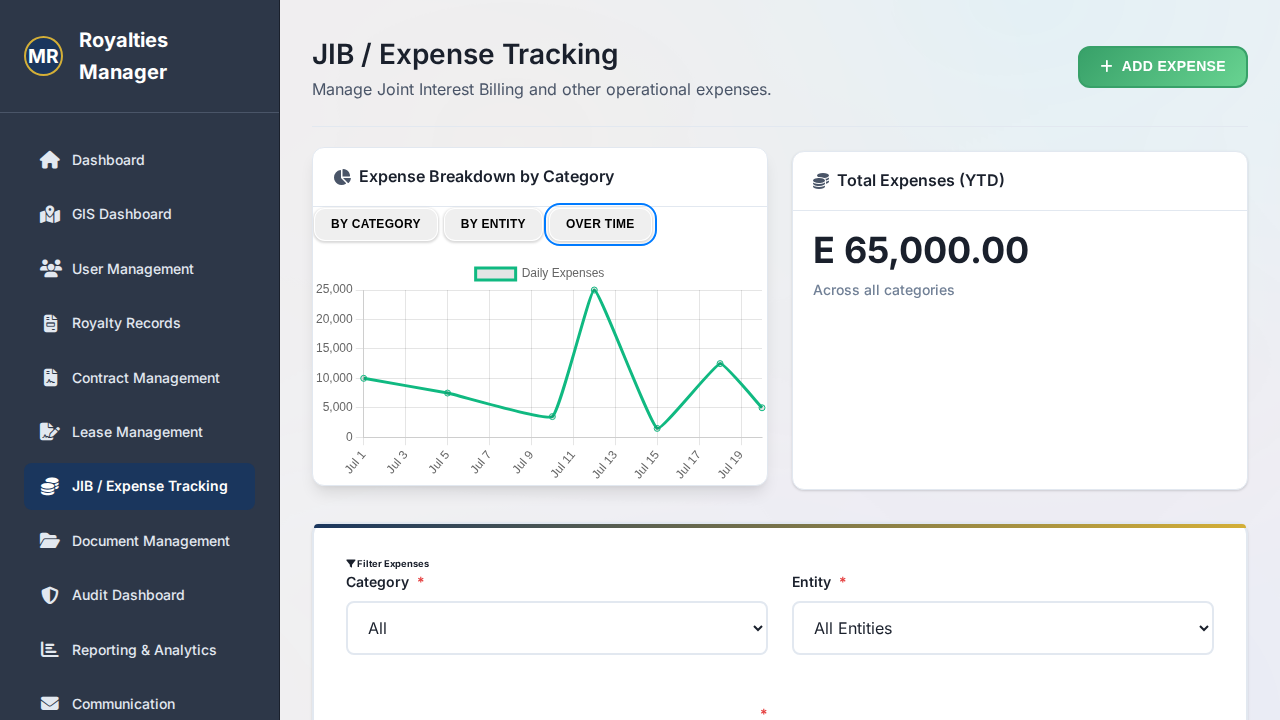 MR
Royalties
Manager
Dashboard
GIS Dashboard
User Management
Royalty Records
Contract Management
Lease Management
JIB / Expense Tracking
Document Management
Audit Dashboard
Reporting & Analytics
Communication
JIB / Expense Tracking
Manage Joint Interest Billing and other operational expenses.
ADD EXPENSE
Expense Breakdown by Category
BY CATEGORY BY ENTITY OVER TIME
Daily Expenses
25,000
20,000
15,000
10,000
5,000
0
Jul 1 Jul 3 Jul 5 Jul 7 Jul 9 Jul 11 Jul 13 Jul 15 Jul 17 Jul 19
Total Expenses (YTD)
E 65,000.00
Across all categories
Filter Expenses
Category *
All
Entity *
All Entities
*